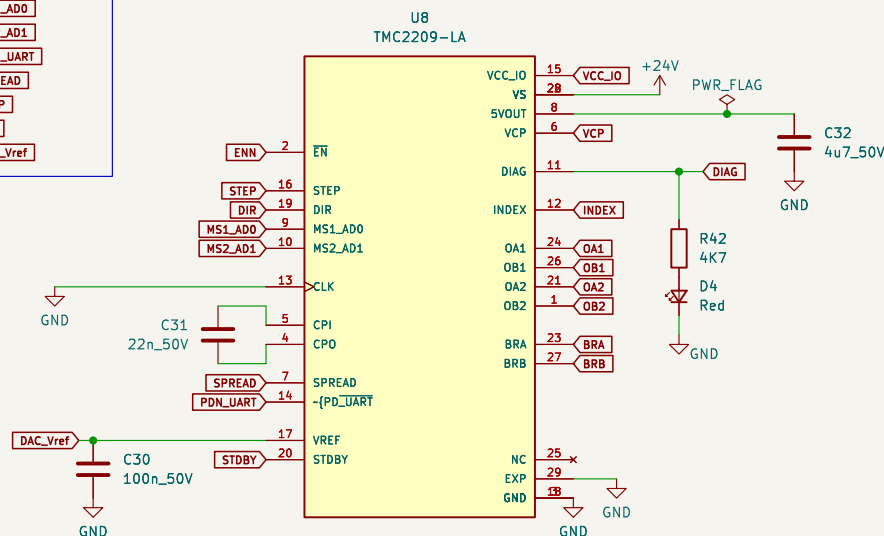 _AD0
_AD1
_UART
EAD
P
_Vref
U8
TMC2209-LA
ENN 2 EN
STEP 16 STEP
DIR 19 DIR
MS1_AD0 9 MS1_AD0
MS2_AD1 10 MS2_AD1
GND 13 CLK
C31
22n_50V
5 CPI
4 CPO
SPREAD 7 SPREAD
PDN_UART 14 ~{PD_UART
DAC_Vref 17 VREF
STDBY 20 STDBY
C30
100n_50V
GND
VCC_IO 15 VCC_IO
VS +24V
5VOUT 8 PWR_FLAG
VCP 6 VCP
C32
4u7_50V
GND
DIAG 11 DIAG
INDEX 12 INDEX
OA1 24 OA1
OB1 26 OB1
OA2 21 OA2
OB2 1 OB2
R42
4K7
D4
Red
GND
BRA 23 BRA
BRB 27 BRB
NC 25
EXP 29
GND
GND
GND